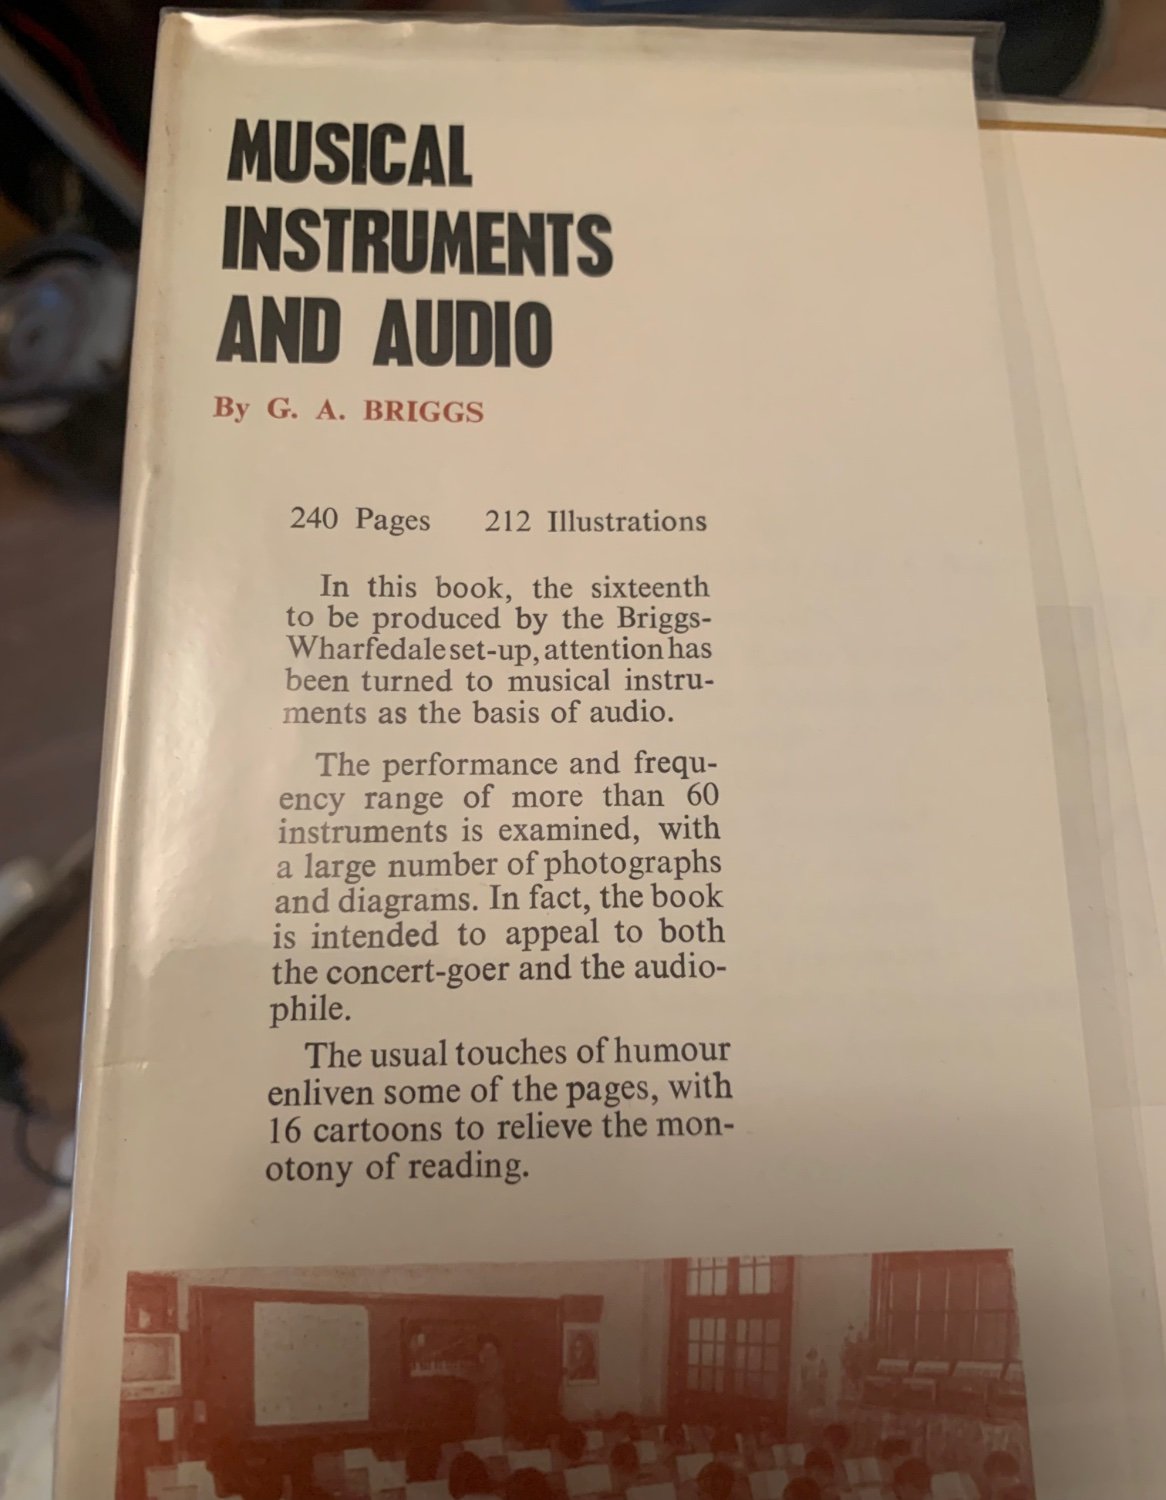 MUSICAL
INSTRUMENTS
AND AUDIO
By G. A. BRIGGS
240 Pages 212 Illustrations
In this book, the sixteenth
to be produced by the Briggs-
Wharfedale set-up, attention has
been turned to musical instru-
ments as the basis of audio.
The performance and frequ-
ency range of more than 60
instruments is examined, with
a large number of photographs
and diagrams. In fact, the book
is intended to appeal to both
the concert-goer and the audio-
phile.
The usual touches of humour
enliven some of the pages, with
16 cartoons to relieve the mon-
otony of reading.